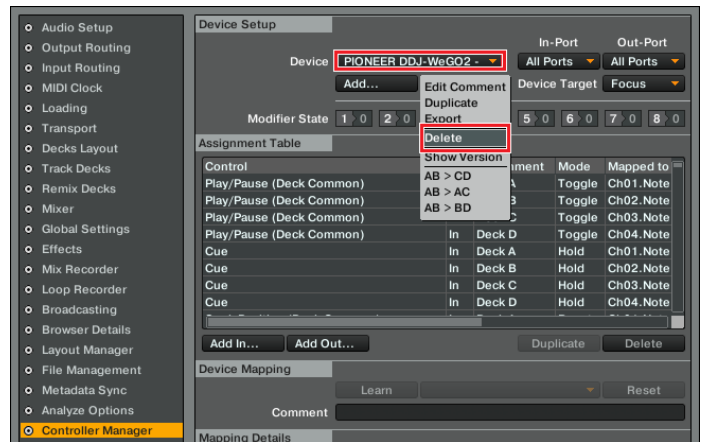 Audio Setup
Output Routing
Input Routing
MIDI Clock
Loading
Transport
Decks Layout
Track Decks
Remix Decks
Mixer
Global Settings
Effects
Mix Recorder
Loop Recorder
Broadcasting
Browser Details
Layout Manager
File Management
Metadata Sync
Analyze Options
Controller Manager
Device Setup
In-Port Out-Port
Device PIONEER DDJ-WeGO2 - All Ports All Ports
Add... Device Target Focus
Edit Comment
Duplicate
Export
Delete
Show Version
AB > CD
AB > AC
AB > BD
Modifier State 1 0 2 0 5 0 6 0 7 0 8 0
Assignment Table
Control Mode Mapped to
Play/Pause (Deck Common) Toggle Ch01.Note
Play/Pause (Deck Common) Toggle Ch02.Note
Play/Pause (Deck Common) Toggle Ch03.Note
Play/Pause (Deck Common) In Deck D Toggle Ch04.Note
Cue In Deck A Hold Ch01.Note
Cue In Deck B Hold Ch02.Note
Cue In Deck C Hold Ch03.Note
Cue In Deck D Hold Ch04.Note
Add In... Add Out... Duplicate Delete
Device Mapping
Learn Reset
Comment
Mapping Details